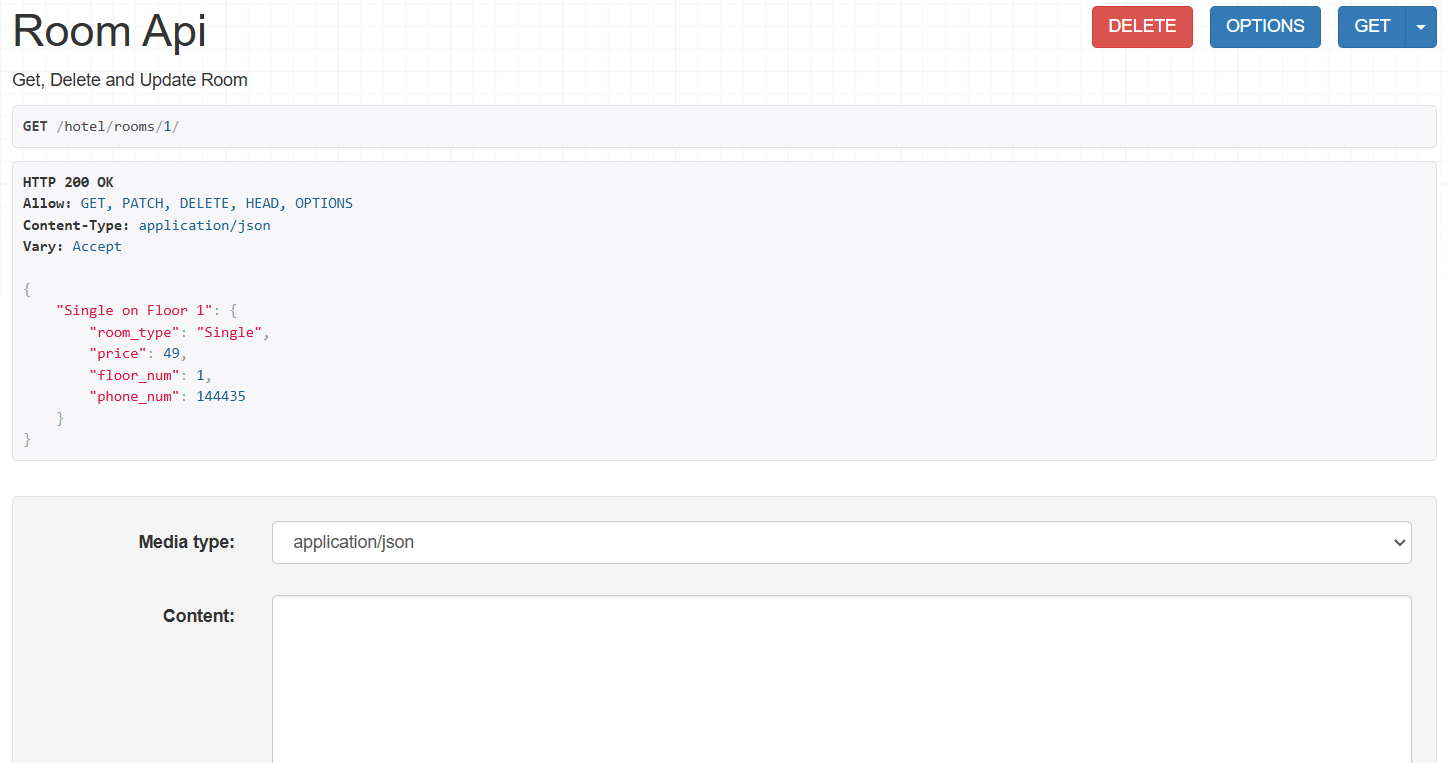 Room Api
DELETE
OPTIONS
GET
Get, Delete and Update Room
GET /hotel/rooms/1/
HTTP 200 OK
Allow: GET, PATCH, DELETE, HEAD, OPTIONS
Content-Type: application/json
Vary: Accept
{
    "Single on Floor 1": {
        "room_type": "Single",
        "price": 49,
        "floor_num": 1,
        "phone_num": 144435
    }
}
Media type:
application/json
Content: